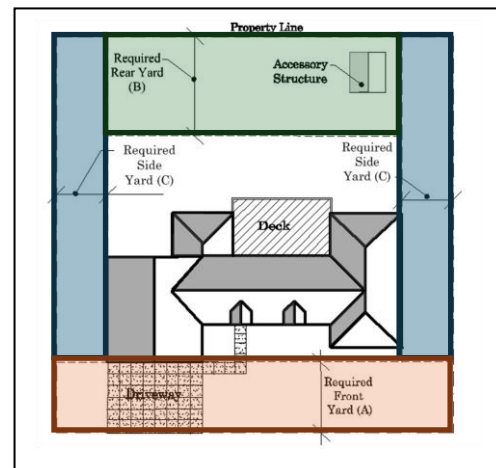 Property Line
Required
Rear Yard
(B)
Accessory
Structure
Required
Side
Yard (C)
Required
Side
Yard (C)
Deck
Driveway
Required
Front
Yard (A)